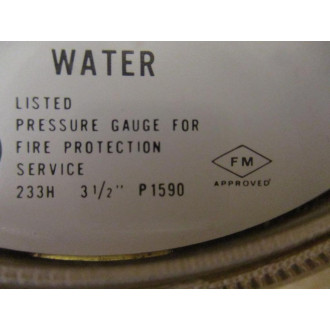 WATER
LISTED
PRESSURE GAUGE FOR
FIRE PROTECTION
SERVICE
233H 3 1/2" P1590
FM
APPROVED